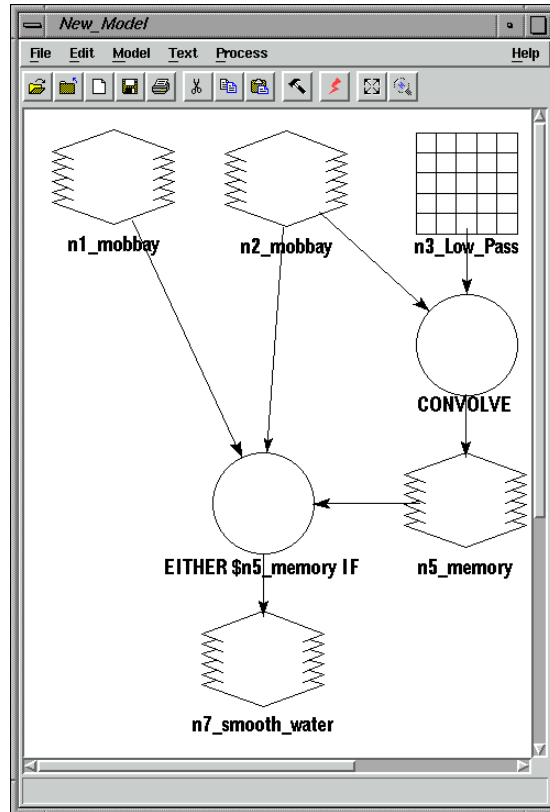 New_Model
File Edit Model Text Process Help
n1_mobbay n2_mobbay n3_Low_Pass
CONVOLVE
EITHER $n5_memory IF n5_memory
n7_smooth_water